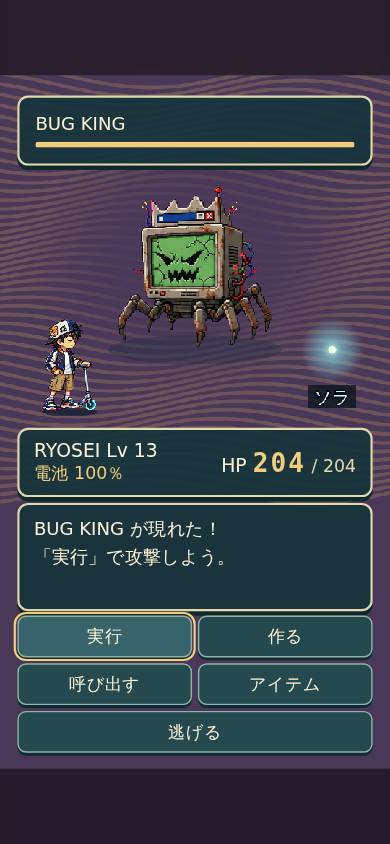 BUG KING
ソラ
RYOSEI Lv 13
電池 100%
HP 204 / 204
BUG KING が現れた！
「実行」で攻撃しよう。
実行
作る
呼び出す
アイテム
逃げる